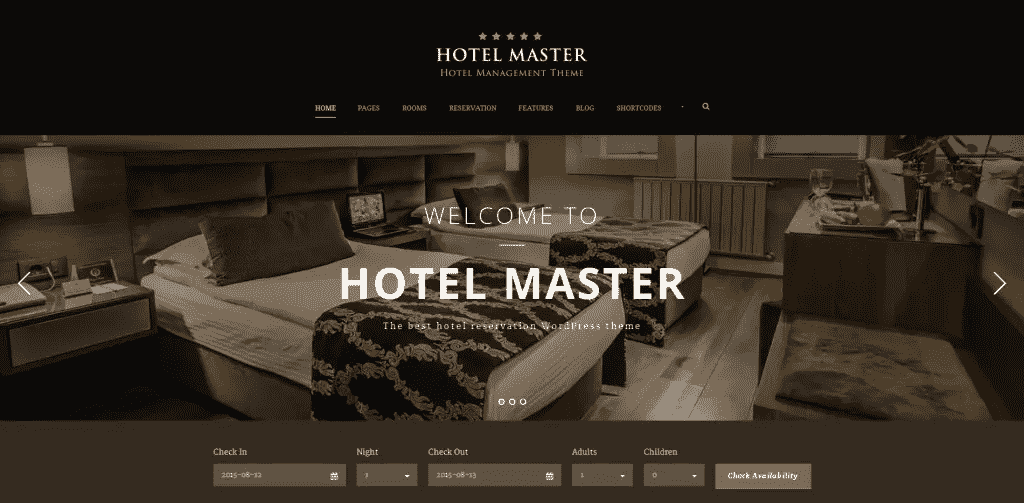 HOTEL MASTER
HOTEL MANAGEMENT THEME
HOME PAGES ROOMS RESERVATION FEATURES BLOG SHORTCODES
WELCOME TO
HOTEL MASTER
The best hotel reservation WordPress theme
Check In Night Check Out Adults Children
2015-08-12 1 2015-08-13 1 0 Check Availability